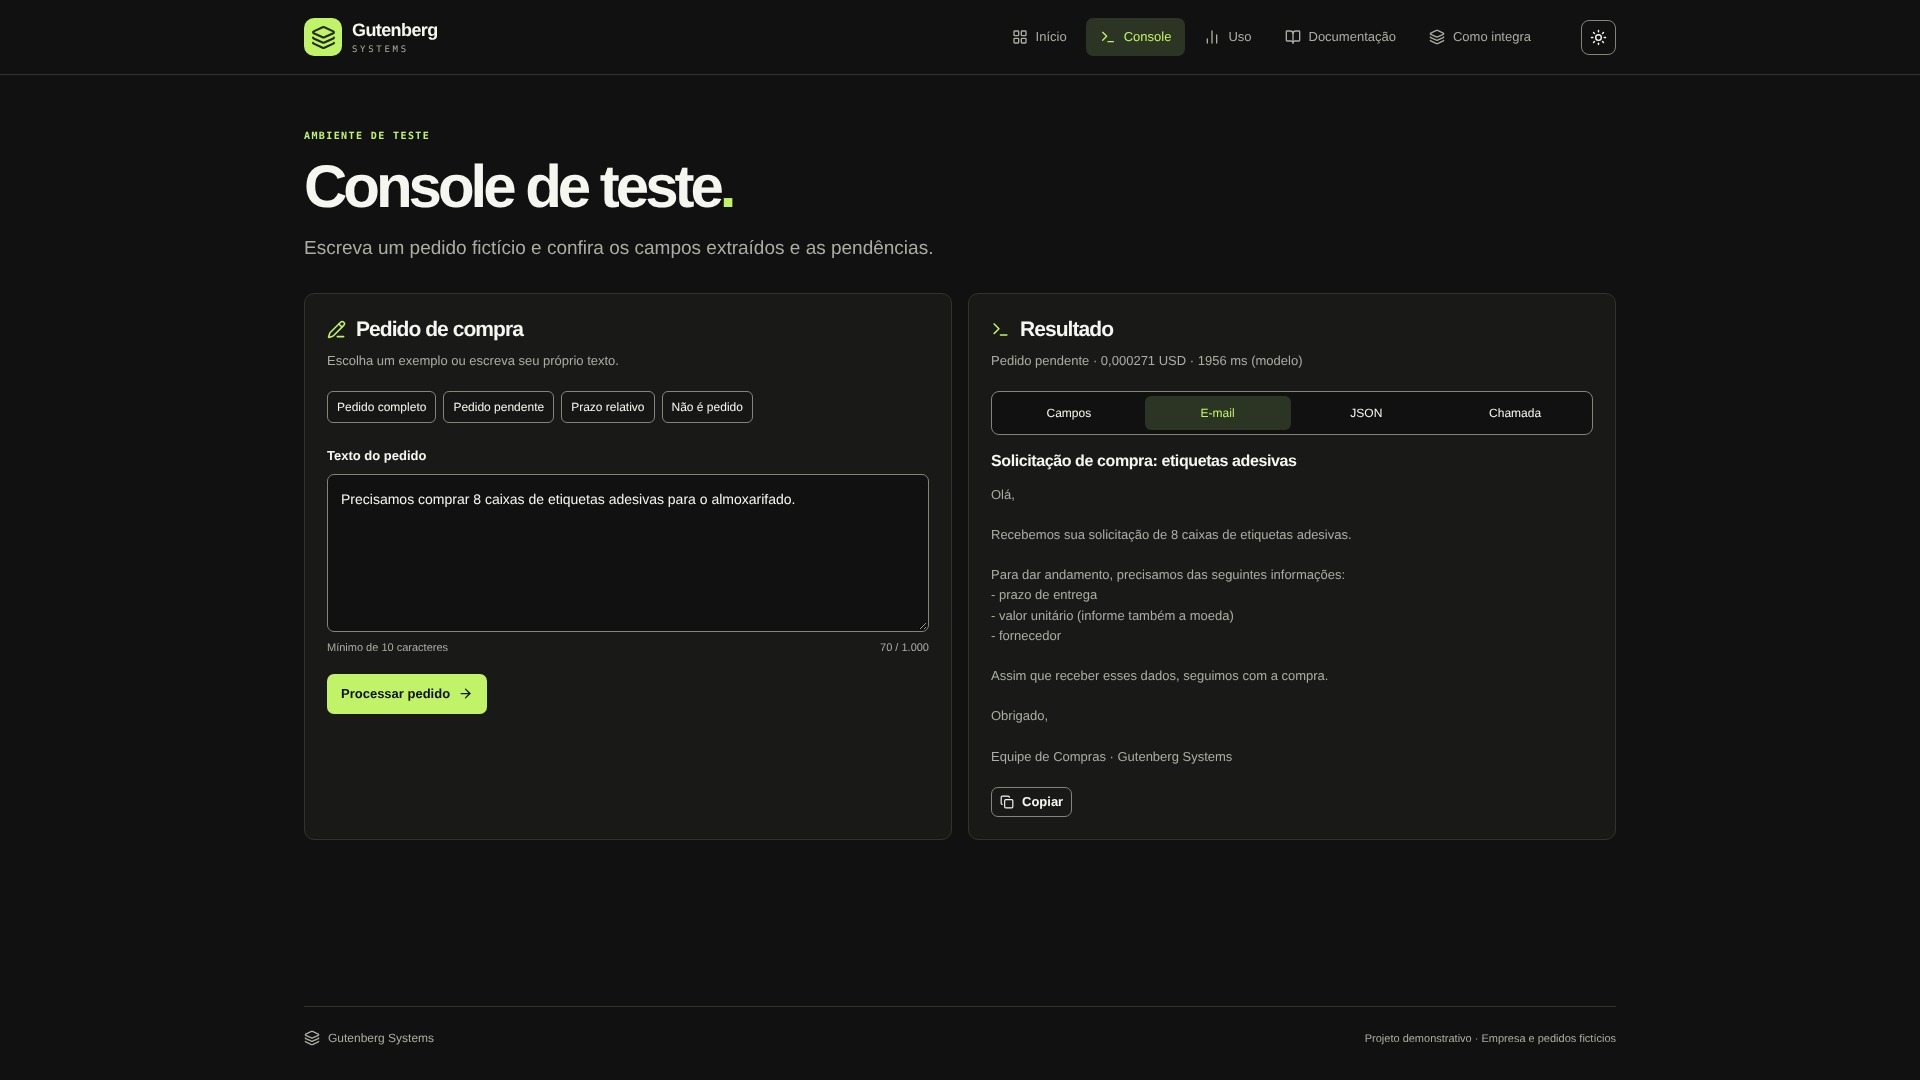 Gutenberg
SYSTEMS
Início
Console
Uso
Documentação
Como integra
AMBIENTE DE TESTE
Console de teste.
Escreva um pedido fictício e confira os campos extraídos e as pendências.
Pedido de compra
Escolha um exemplo ou escreva seu próprio texto.
Pedido completo
Pedido pendente
Prazo relativo
Não é pedido
Texto do pedido
Precisamos comprar 8 caixas de etiquetas adesivas para o almoxarifado.
Mínimo de 10 caracteres
70 / 1.000
Processar pedido
Resultado
Pedido pendente · 0,000271 USD · 1956 ms (modelo)
Campos
E-mail
JSON
Chamada
Solicitação de compra: etiquetas adesivas
Olá,
Recebemos sua solicitação de 8 caixas de etiquetas adesivas.
Para dar andamento, precisamos das seguintes informações:
- prazo de entrega
- valor unitário (informe também a moeda)
- fornecedor
Assim que receber esses dados, seguimos com a compra.
Obrigado,
Equipe de Compras · Gutenberg Systems
Copiar
Gutenberg Systems
Projeto demonstrativo · Empresa e pedidos fictícios